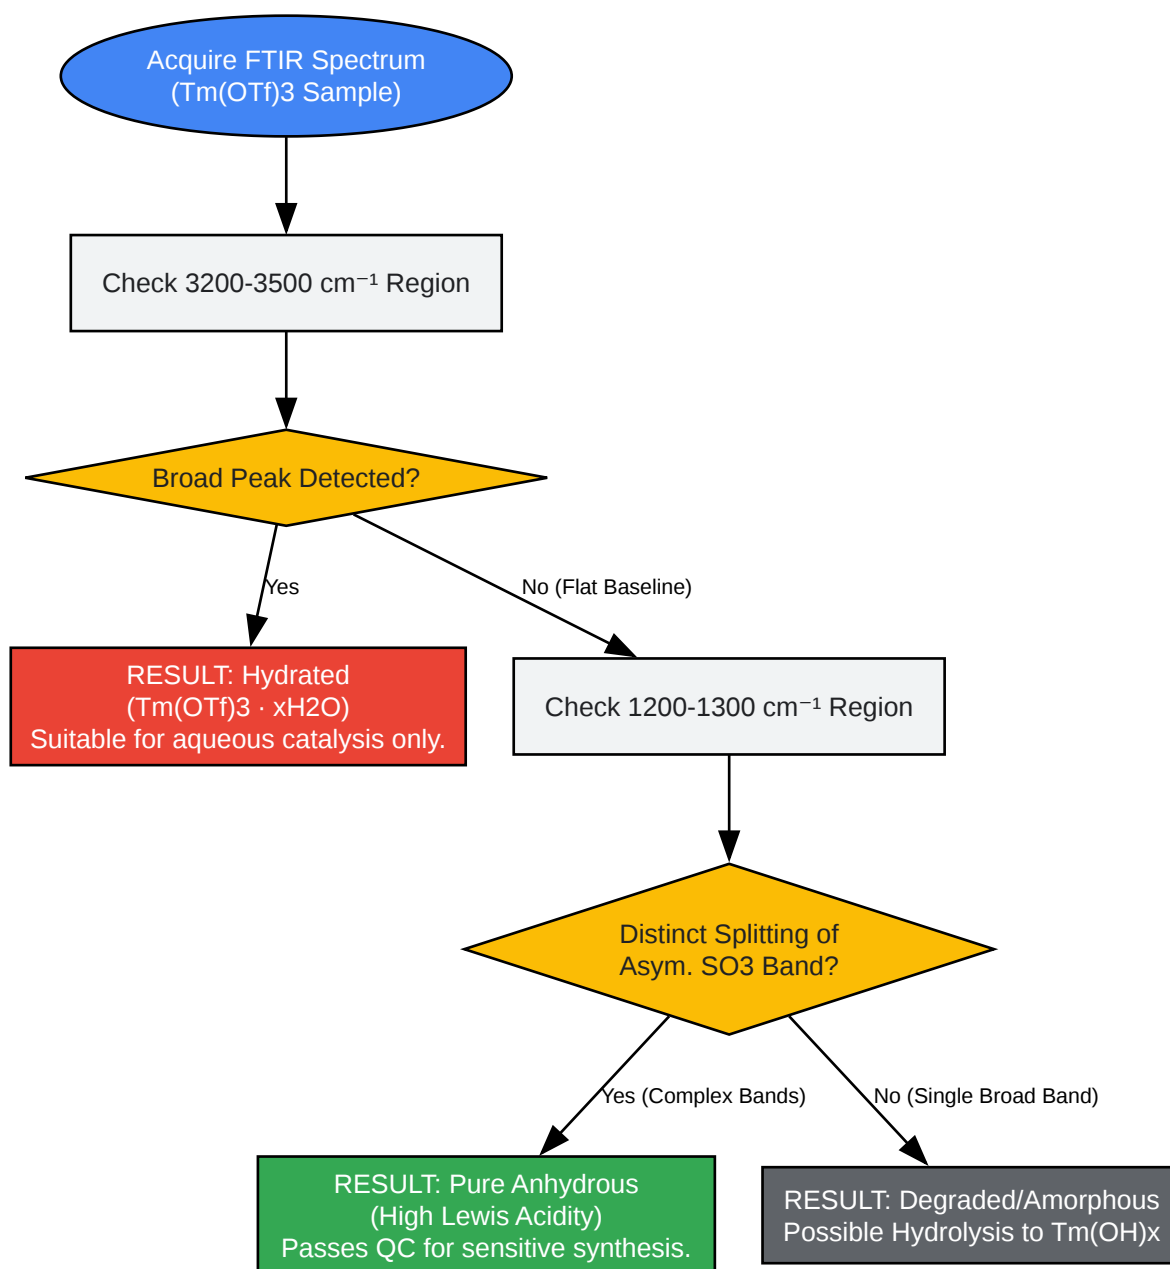 Acquire FTIR Spectrum
(Tm(OTf)3 Sample)
Check 3200-3500 cm⁻¹ Region
Broad Peak Detected?
Yes
No (Flat Baseline)
RESULT: Hydrated
(Tm(OTf)3 · xH2O)
Suitable for aqueous catalysis only.
Check 1200-1300 cm⁻¹ Region
Distinct Splitting of
Asym. SO3 Band?
Yes (Complex Bands)
No (Single Broad Band)
RESULT: Pure Anhydrous
(High Lewis Acidity)
Passes QC for sensitive synthesis.
RESULT: Degraded/Amorphous
Possible Hydrolysis to Tm(OH)x